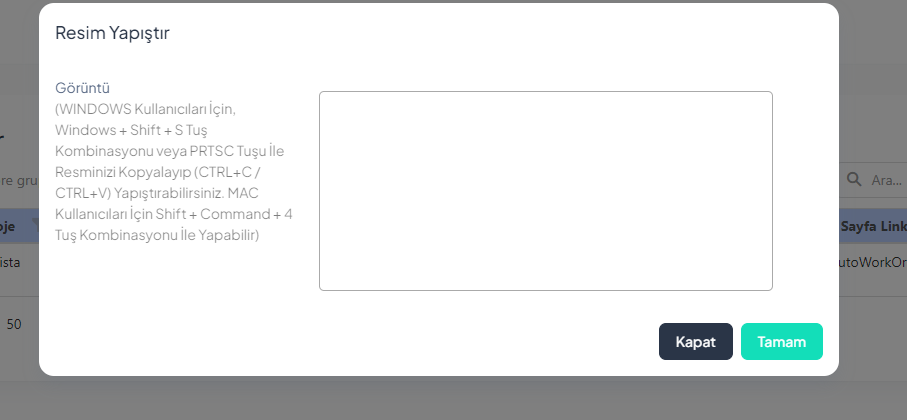 Resim Yapıştır
Görüntü
(WINDOWS Kullanıcıları İçin,
Windows + Shift + S Tuş
Kombinasyonu veya PRTSC Tuşu İle
Resminizi Kopyalayıp (CTRL+C /
CTRL+V) Yapıştırabilirsiniz. MAC
Kullanıcıları İçin Shift + Command + 4
Tuş Kombinasyonu İle Yapabilir)
r
re gru
Ara...
oje
Sayfa Link
ista
utoWorkOr
50
Kapat
Tamam